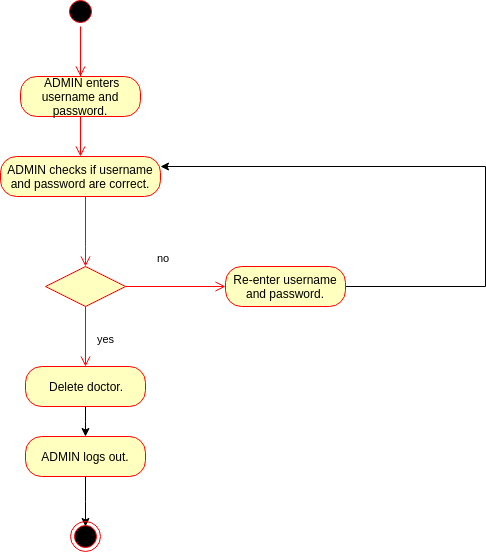 ADMIN enters
username and
password.
ADMIN checks if username
and password are correct.
no
Re-enter username
and password.
yes
Delete doctor.
ADMIN logs out.